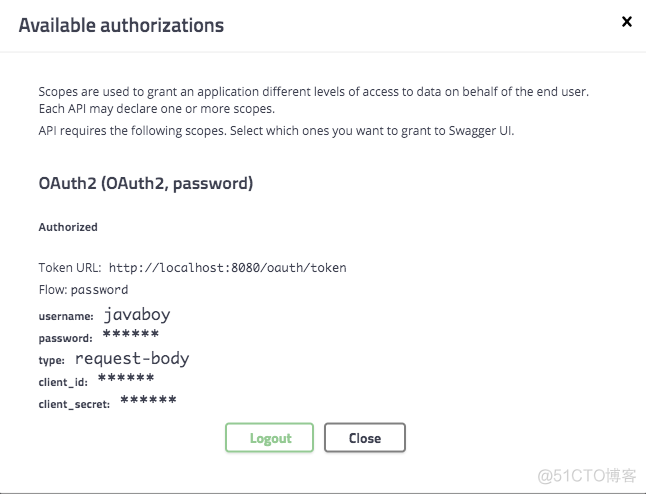 Available authorizations
Scopes are used to grant an application different levels of access to data on behalf of the end user.
Each API may declare one or more scopes.
API requires the following scopes. Select which ones you want to grant to Swagger UI.
OAuth2 (OAuth2, password)
Authorized
Token URL: http://localhost:8080/oauth/token
Flow: password
username: javaboy
password: ******
type: request-body
client_id: ******
client_secret: ******
Logout Close
@51CTO博客